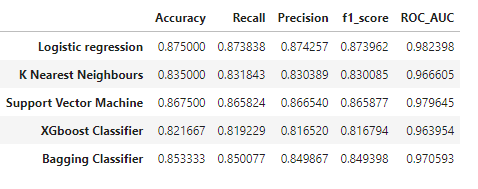 Accuracy Recall Precision f1_score ROC_AUC
Logistic regression 0.875000 0.873838 0.874257 0.873962 0.982398
K Nearest Neighbours 0.835000 0.831843 0.830389 0.830085 0.966605
Support Vector Machine 0.867500 0.865824 0.866540 0.865877 0.979645
XGboost Classifier 0.821667 0.819229 0.816520 0.816794 0.963954
Bagging Classifier 0.853333 0.850077 0.849867 0.849398 0.970593